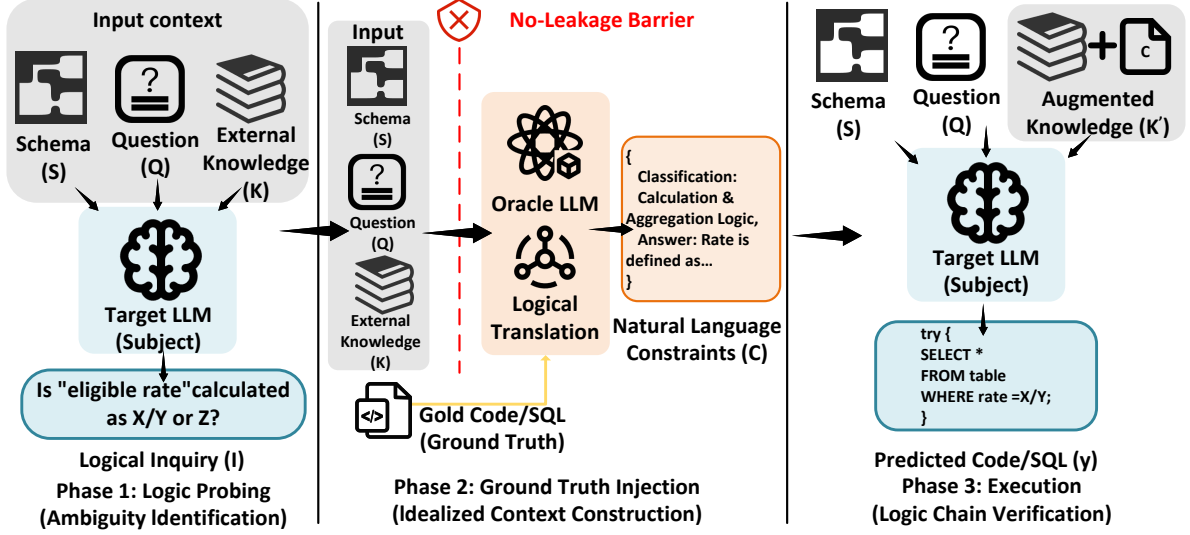 Input context
?
Schema
(S)
Question
(Q)
External
Knowledge
(K)
Target LLM
(Subject)
Is "eligible rate"calculated
as X/Y or Z?
Logical Inquiry (I)
Phase 1: Logic Probing
(Ambiguity Identification)
No-Leakage Barrier
Input
Schema
(S)
?
Question
(Q)
External
Knowledge
(K)
Oracle LLM
Logical
Translation
{
Classification:
Calculation &
Aggregation Logic,
Answer: Rate is
defined as…
}
Natural Language
Constraints (C)
</>
Gold Code/SQL
(Ground Truth)
Phase 2: Ground Truth Injection
(Idealized Context Construction)
?
+
C
Schema
(S)
Question
(Q)
Augmented
Knowledge (K′)
Target LLM
(Subject)
try {
SELECT *
FROM table
WHERE rate =X/Y;
}
Predicted Code/SQL (y)
Phase 3: Execution
(Logic Chain Verification)